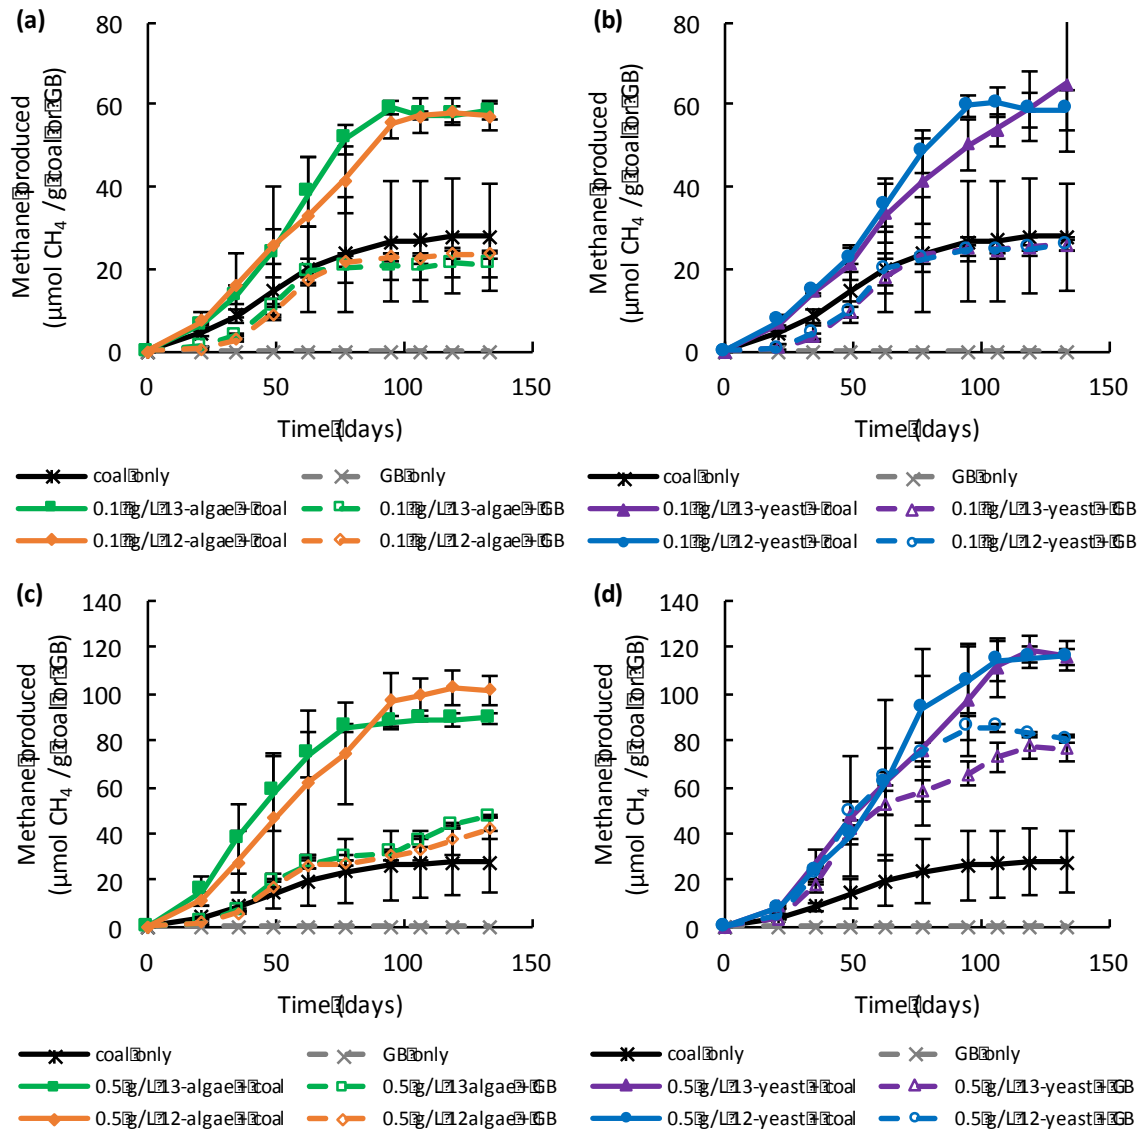 (a)
Methane produced
(µmol CH4 /g coal or GB)
80
60
40
20
0
0 50 100 150
Time (days)
coal only
GB only
0.1 g/L 13-algae + coal
0.1 g/L 13-algae + GB
0.1 g/L 12-algae + coal
0.1 g/L 12-algae + GB
(b)
Methane produced
(µmol CH4 /g coal or GB)
80
60
40
20
0
0 50 100 150
Time (days)
coal only
GB only
0.1 g/L 13-yeast + coal
0.1 g/L 13-yeast + GB
0.1 g/L 12-yeast + coal
0.1 g/L 12-yeast + GB
(c)
Methane produced
(µmol CH4 /g coal or GB)
140
120
100
80
60
40
20
0
0 50 100 150
Time (days)
coal only
GB only
0.5 g/L 13-algae + coal
0.5 g/L 13algae + GB
0.5 g/L 12-algae + coal
0.5 g/L 12algae + GB
(d)
Methane produced
(µmol CH4 /g coal or GB)
140
120
100
80
60
40
20
0
0 50 100 150
Time (days)
coal only
GB only
0.5 g/L 13-yeast + coal
0.5 g/L 13-yeast + GB
0.5 g/L 12-yeast + coal
0.5 g/L 12-yeast + GB